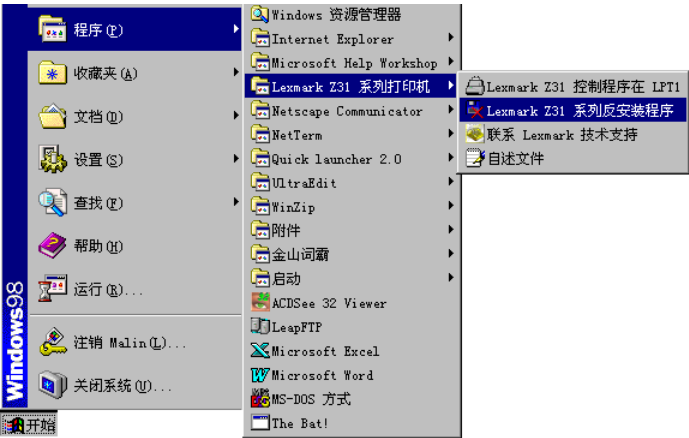 程序(P)
收藏夹(A)
文档(D)
设置(S)
查找(F)
帮助(H)
运行(R)...
注销 Malin(L)...
关闭系统(U)...
Windows98
开始
Windows 资源管理器
Internet Explorer
Microsoft Help Workshop
Lexmark Z31 系列打印机
Netscape Communicator
NetTerm
Quick launcher 2.0
UltraEdit
WinZip
附件
金山词霸
启动
ACDSee 32 Viewer
LeapFTP
Microsoft Excel
Microsoft Word
MS-DOS 方式
The Bat!
Lexmark Z31 控制程序在 LPT1
Lexmark Z31 系列反安装程序
联系 Lexmark 技术支持
自述文件